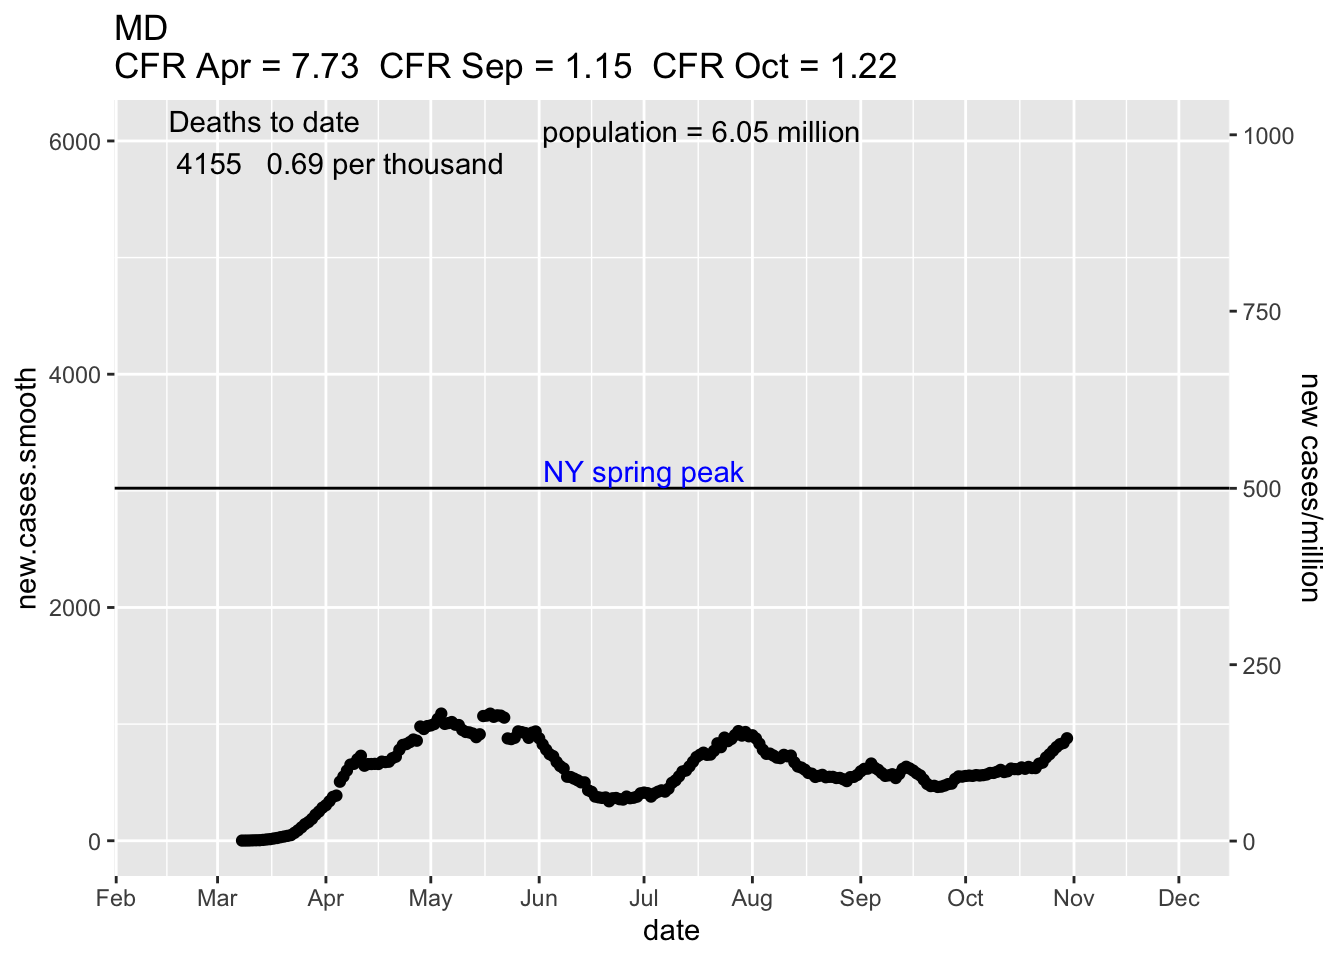 MD
CFR Apr = 7.73  CFR Sep = 1.15  CFR Oct = 1.22
Deaths to date
4155   0.69 per thousand
population = 6.05 million
NY spring peak
new.cases.smooth
6000
4000
2000
0
new cases/million
1000
750
500
250
0
Feb Mar Apr May Jun Jul Aug Sep Oct Nov Dec
date